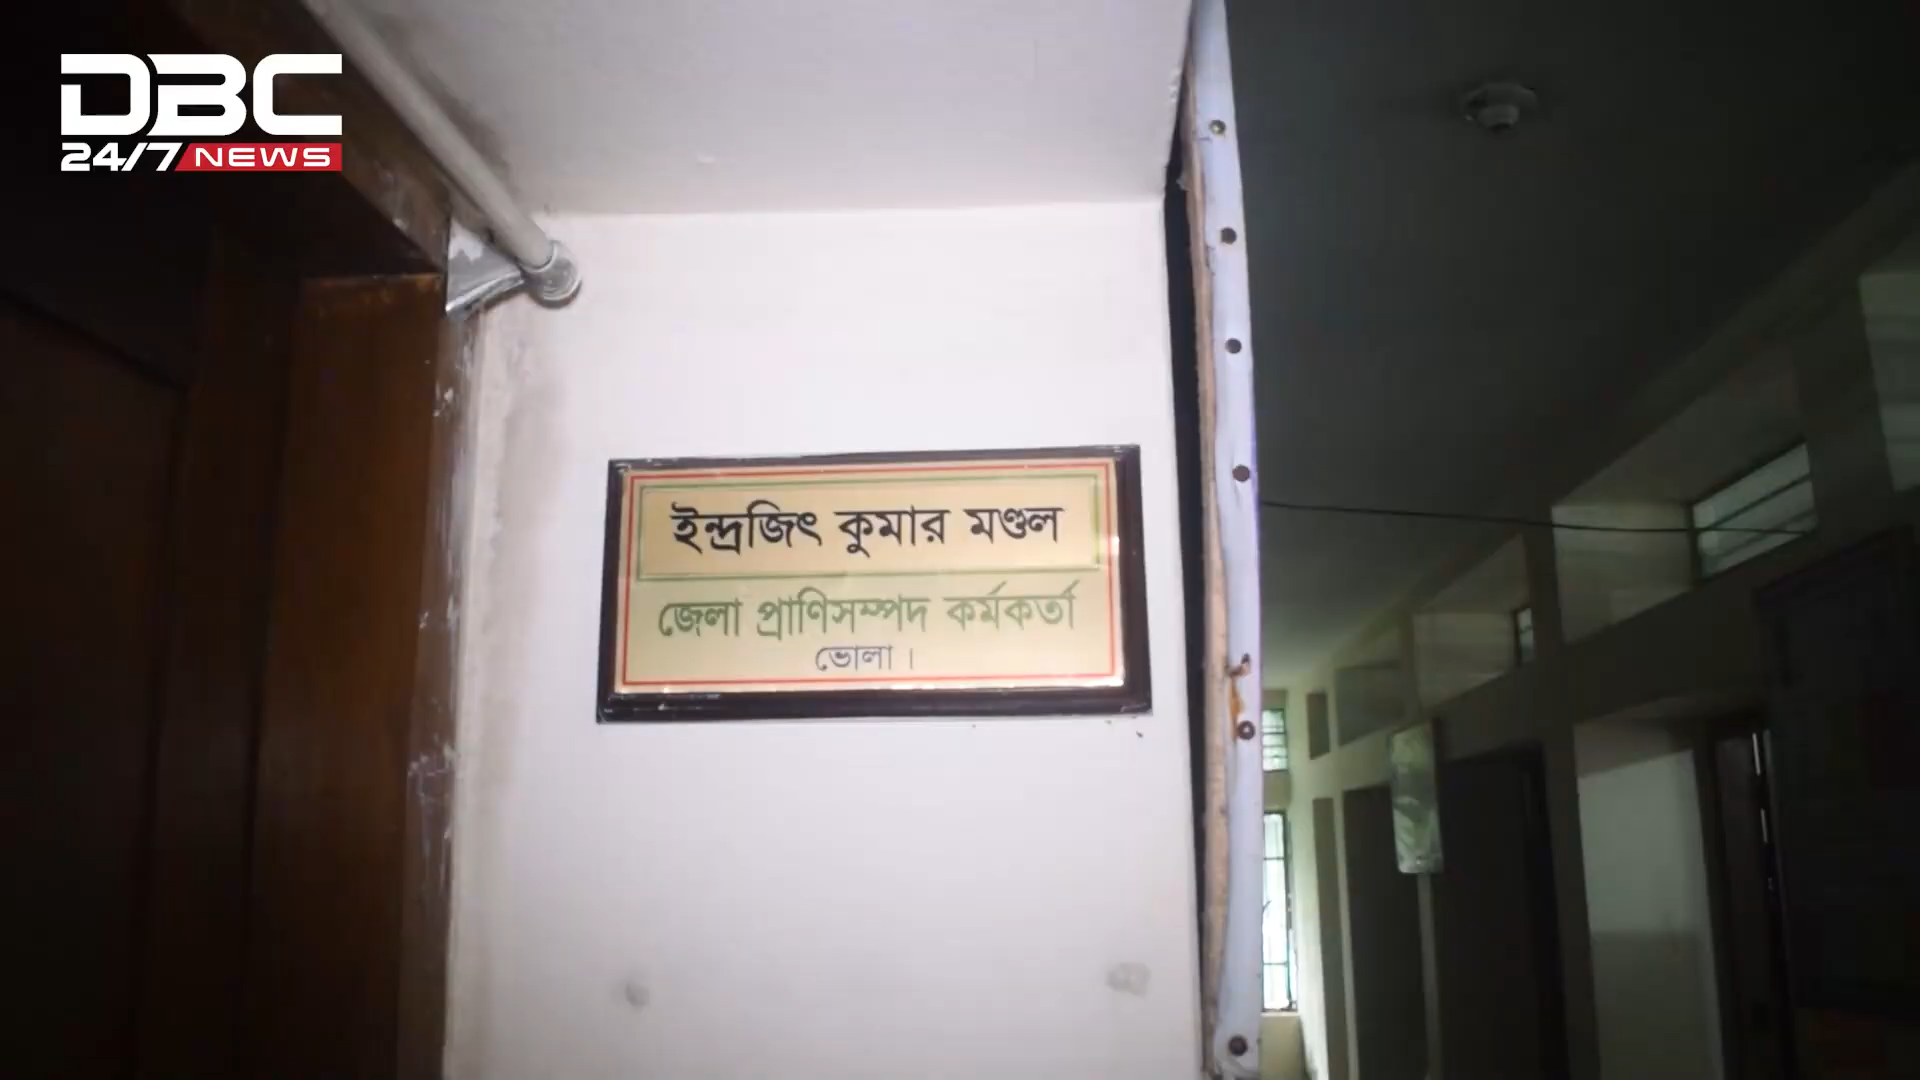 DBC
24/7 NEWS
ইন্দ্রজিৎ কুমার মণ্ডল
জেলা প্রাণিসম্পদ কর্মকর্তা
ভোলা।